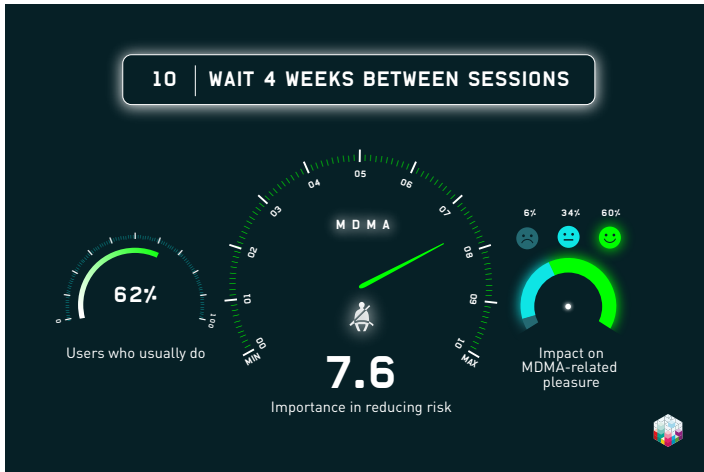 10 WAIT 4 WEEKS BETWEEN SESSIONS
05
04
06
03
07
MDMA
6% 34% 60%
02
08
62%
10
09
0
100
00
10
MIN
MAX
Users who usually do
7.6
Importance in reducing risk
Impact on
MDMA-related
pleasure